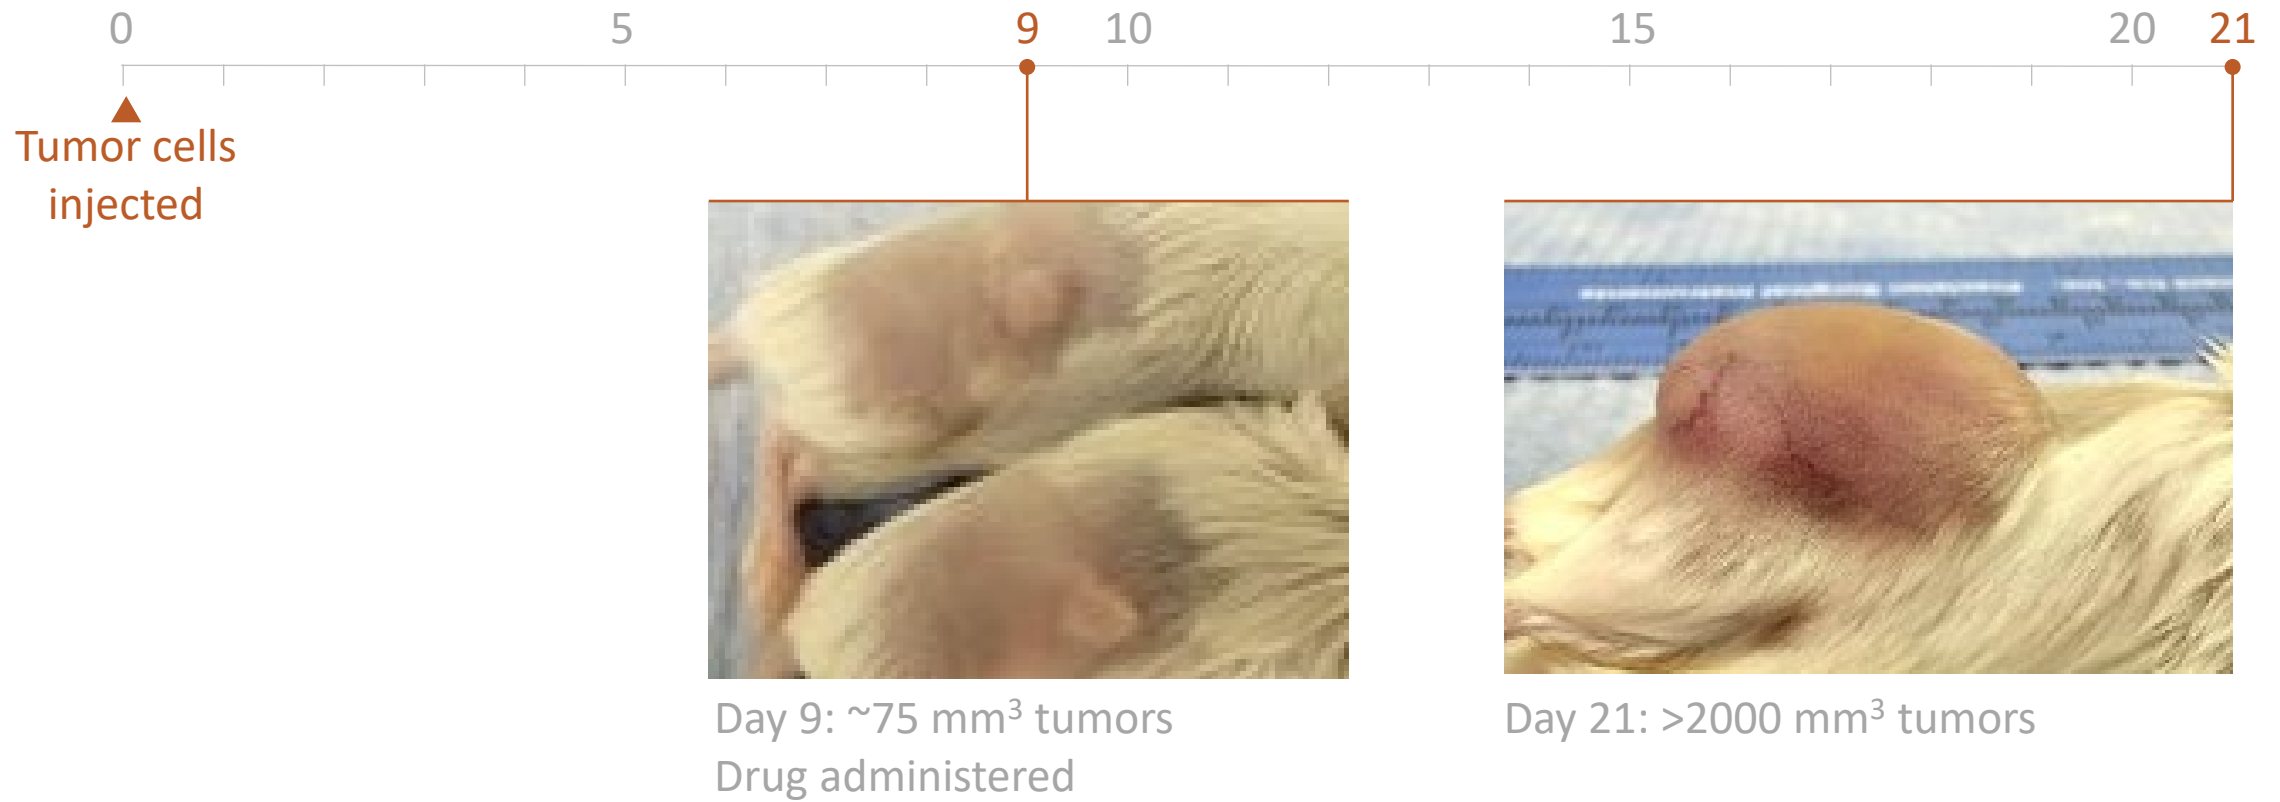 0 5 9 10 15 20 21
Tumor cells
injected
Day 9: ~75 mm³ tumors
Drug administered
Day 21: >2000 mm³ tumors